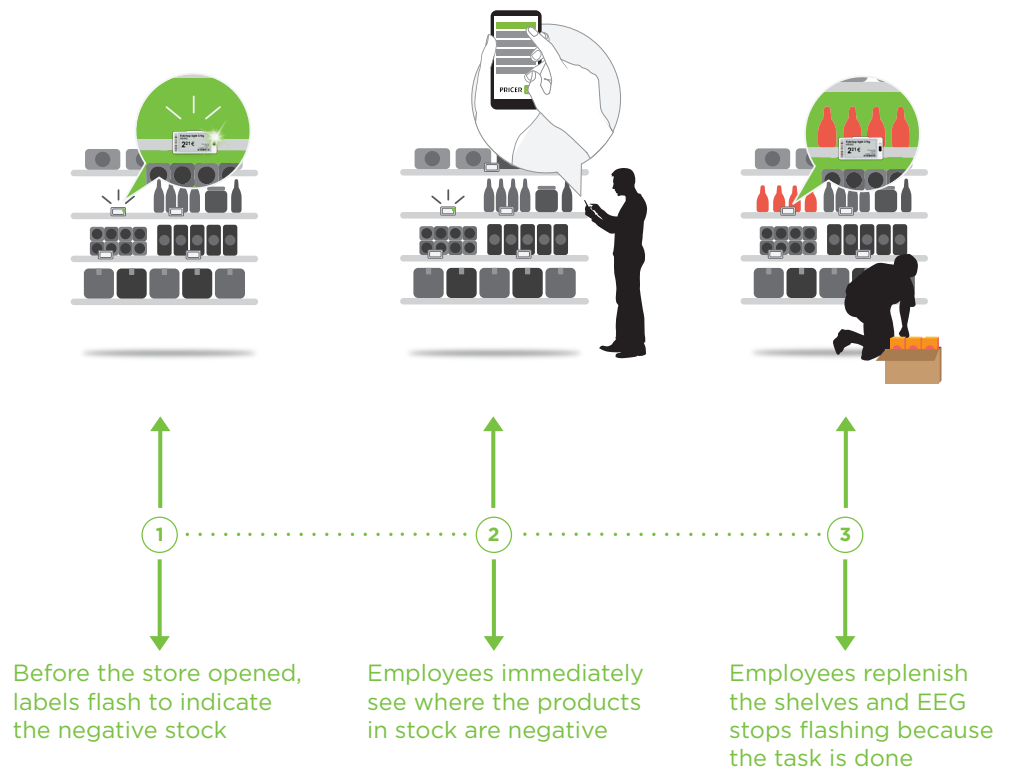 PRICER
2²¹€
2²¹€
1
2
3
Before the store opened,
labels flash to indicate
the negative stock
Employees immediately
see where the products
in stock are negative
Employees replenish
the shelves and EEG
stops flashing because
the task is done